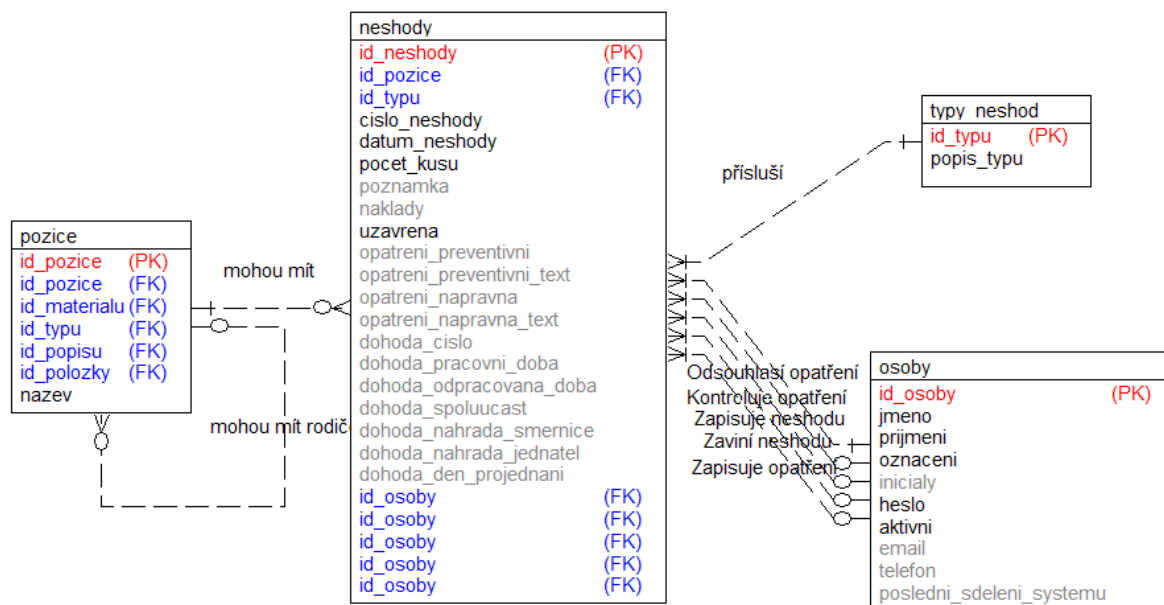 neshody
id_neshody (PK)
id_pozice (FK)
id_typu (FK)
cislo_neshody
datum_neshody
pocet_kusu
poznamka
naklady
uzavrena
opatreni_preventivni
opatreni_preventivni_text
opatreni_napravna
opatreni_napravna_text
dohoda_cislo
dohoda_pracovni_doba
dohoda_odpracovana_doba
dohoda_spoluucast
dohoda_nahrada_smernice
dohoda_nahrada_jednatel
dohoda_den_projednani
id_osoby (FK)
id_osoby (FK)
id_osoby (FK)
id_osoby (FK)
id_osoby (FK)
typy_neshod
id_typu (PK)
popis_typu
přísluší
pozice
id_pozice (PK)
id_pozice (FK)
id_materialu (FK)
id_typu (FK)
id_popisu (FK)
id_polozky (FK)
nazev
mohou mít
mohou mít rodič
Odsouhlasí opatření
Kontroluje opatření
Zapisuje neshodu
Zaviní neshodu
Zapisuje opatření
osoby
id_osoby (PK)
jmeno
prijmeni
oznaceni
inicialy
heslo
aktivni
email
telefon
posledni_sdeleni_systemu